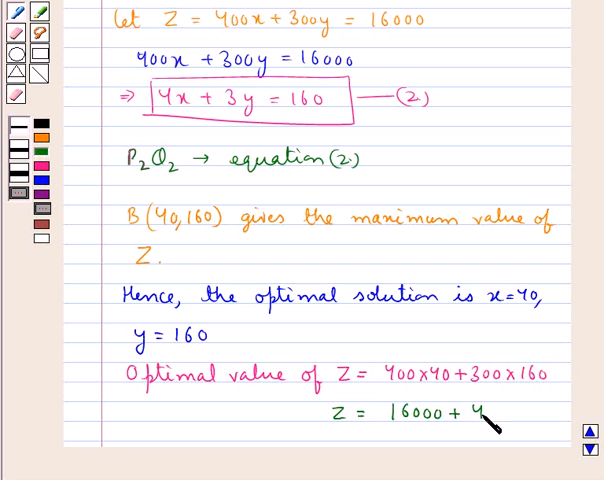 Let Z = 400x + 300y = 16000
400x + 300y = 16000
⇒ 4x + 3y = 160 —(2.)
P₂Q₂ → equation (2.)
B(40,160) gives the maximum value of
Z.
Hence, the optimal solution is x=40,
y = 160
Optimal value of Z = 400×40 + 300×160
Z = 16000 + 4